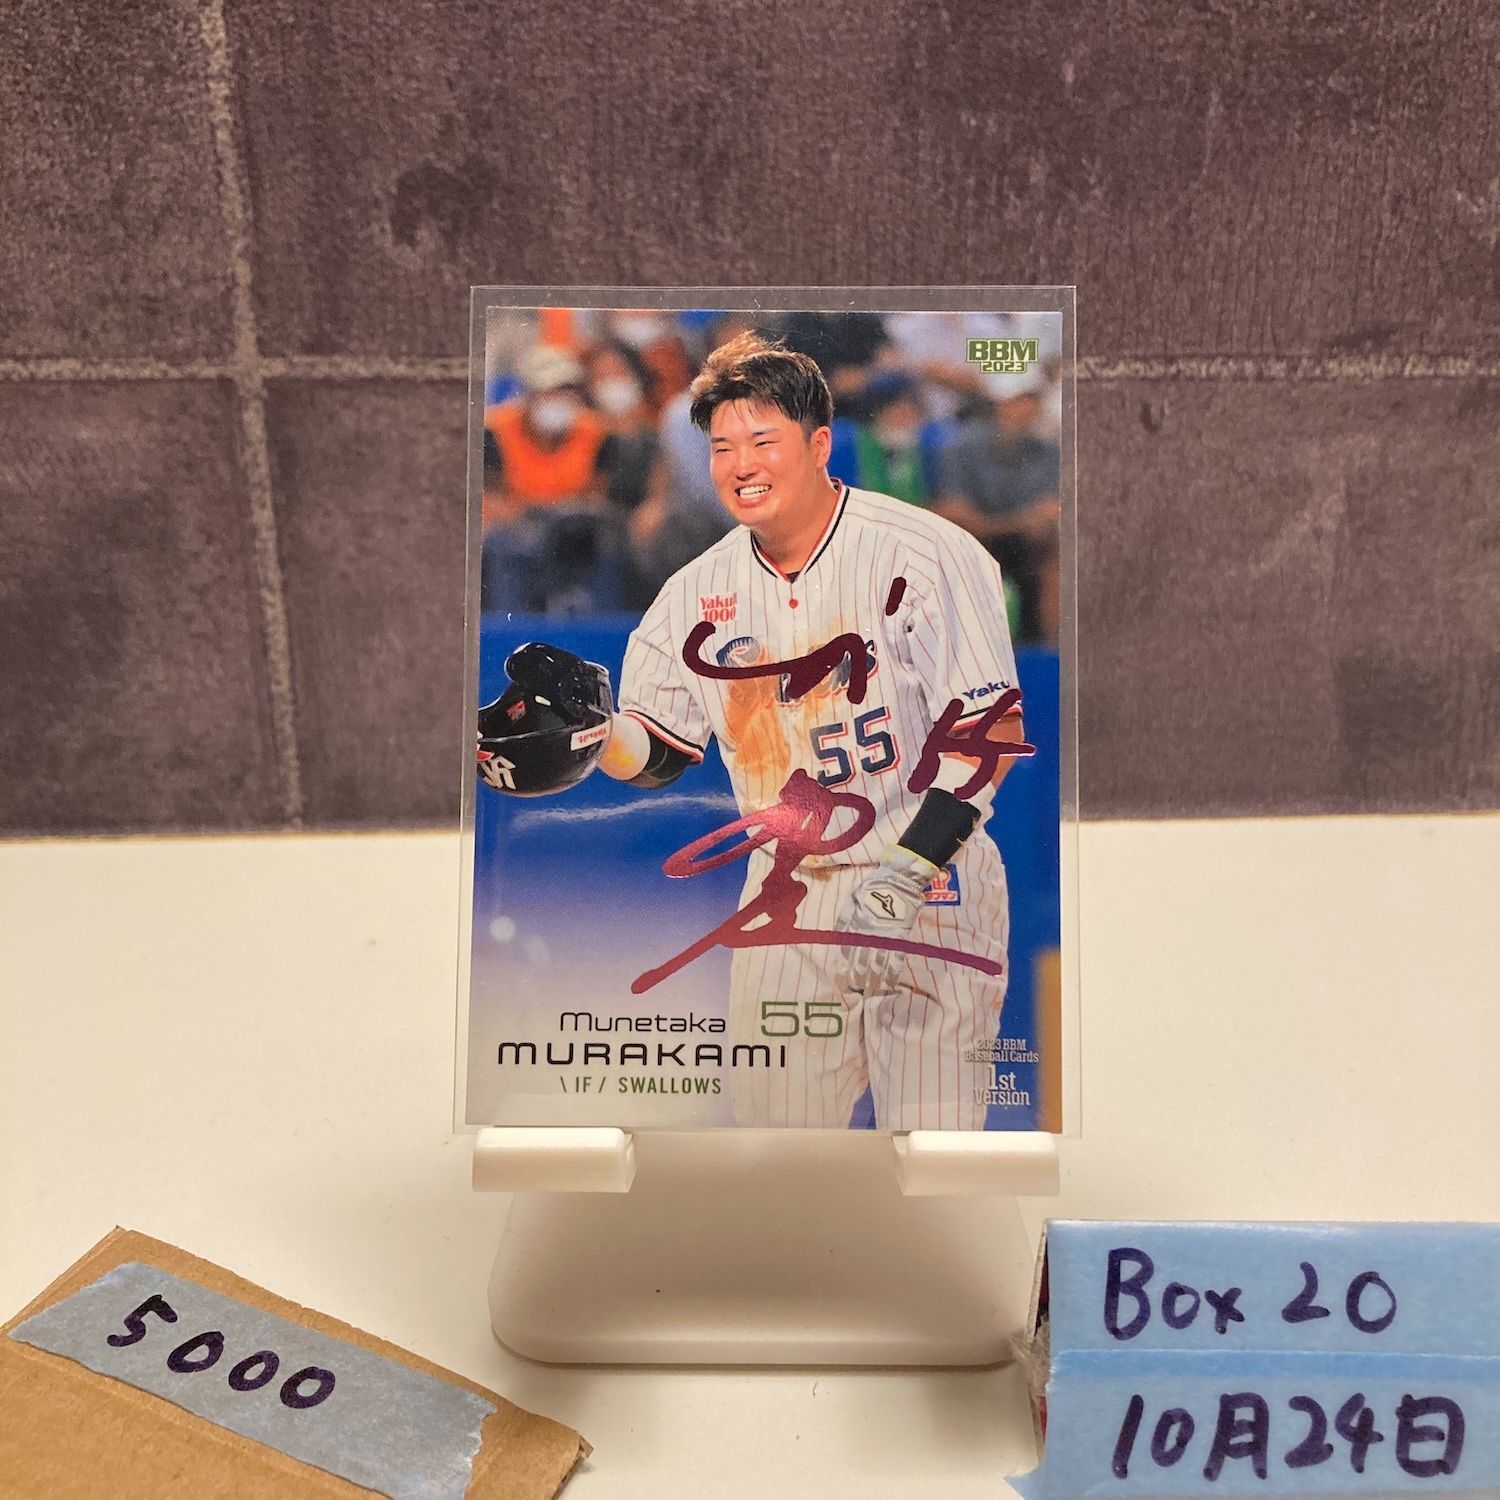 BBM
2023
Yakult
1000
55
Yaku
Munetaka 55
MURAKAMI
\ IF / SWALLOWS
2023 BBM
Baseball Cards
1st
Version
5000
Box 20
10月24日